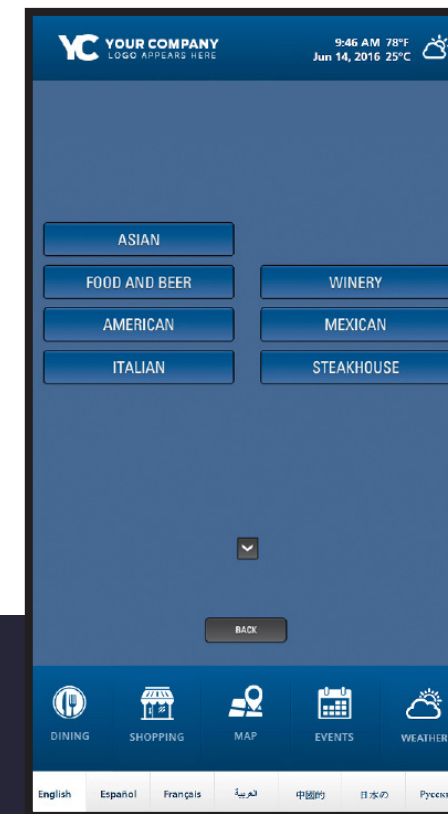 YC YOUR COMPANY
LOGO APPEARS HERE
9:46 AM 78°F
Jun 14, 2016 25°C
ASIAN
FOOD AND BEER WINERY
AMERICAN MEXICAN
ITALIAN STEAKHOUSE
BACK
DINING SHOPPING MAP EVENTS WEATHER
English Español Français العربية 中國的 日本の